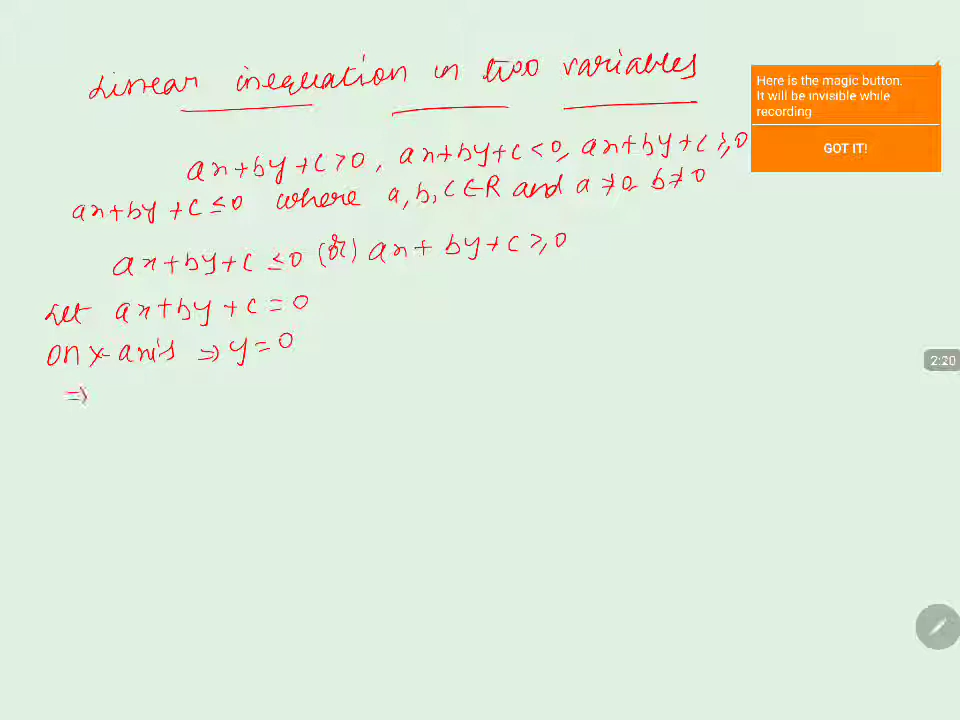 Linear inequation in two variables
Here is the magic button.
It will be invisible while
recording
GOT IT!
ax+by+c>0, ax+by+c<0, ax+by+c≥0
ax+by+c≤0 where a,b,c∈R and a≠0 b≠0
ax+by+c≤0 (or) ax+by+c≥0
Let ax+by+c=0
2:20
on x-axis ⇒ y=0
⇒